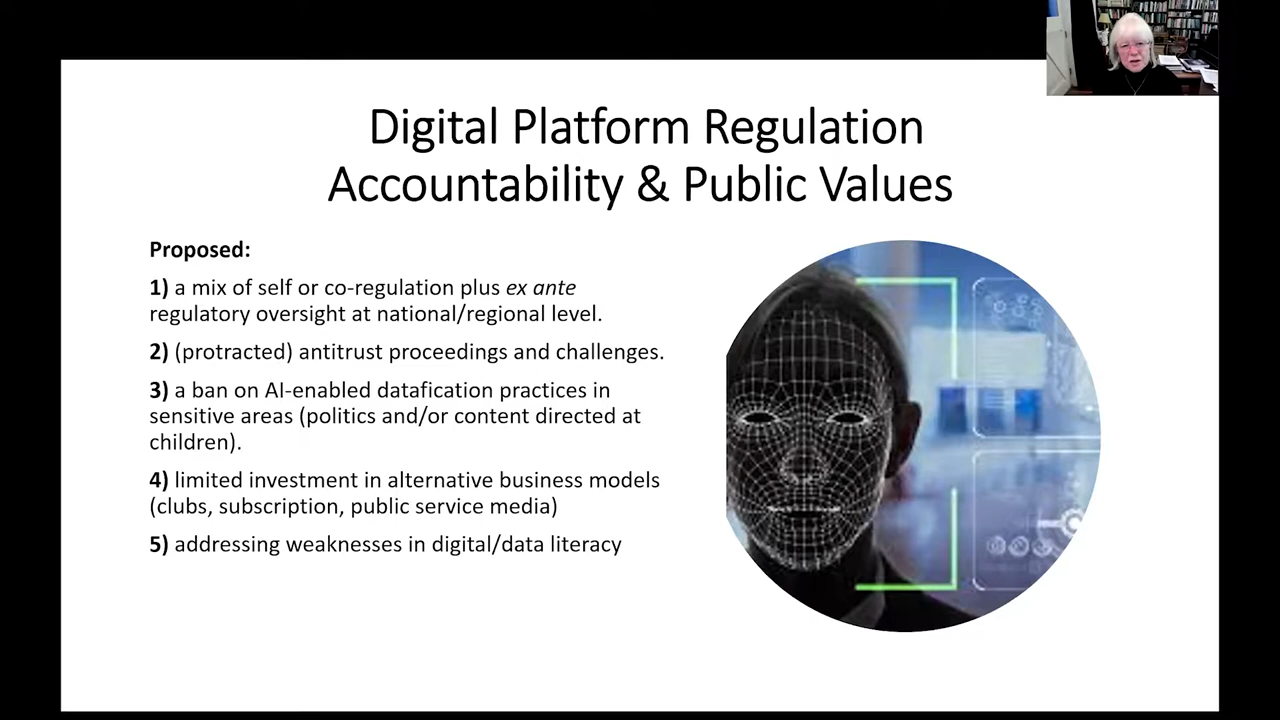 Digital Platform Regulation
Accountability & Public Values
Proposed:
1) a mix of self or co-regulation plus ex ante
regulatory oversight at national/regional level.
2) (protracted) antitrust proceedings and challenges.
3) a ban on AI-enabled datafication practices in
sensitive areas (politics and/or content directed at
children).
4) limited investment in alternative business models
(clubs, subscription, public service media)
5) addressing weaknesses in digital/data literacy